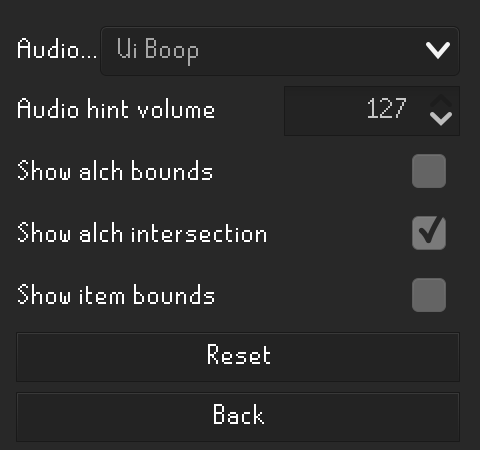 Audio... Ui Boop
Audio hint volume 127
Show alch bounds
Show alch intersection
Show item bounds
Reset
Back